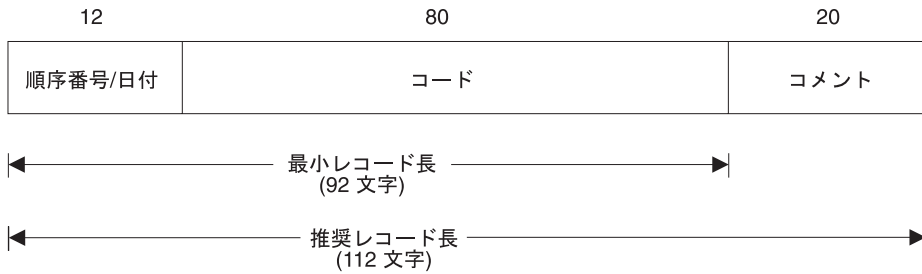 12 80 20
順序番号/日付 コード コメント
最小レコード長
(92 文字)
推奨レコード長
(112 文字)